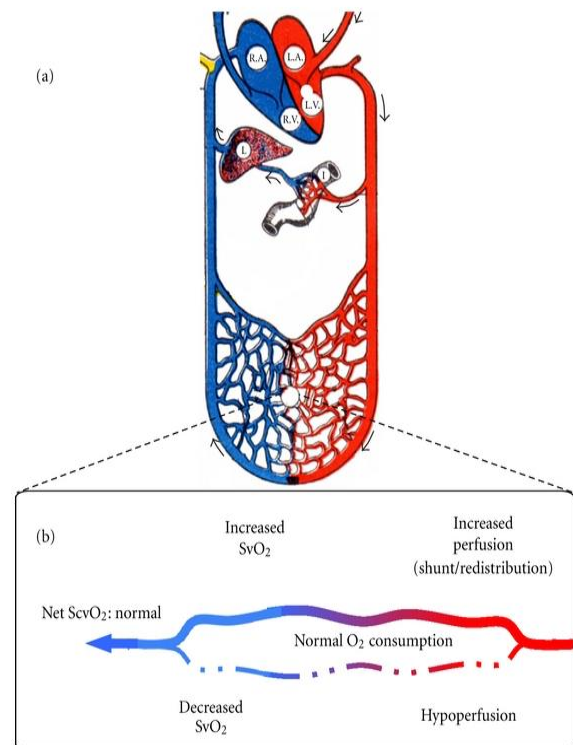 (a)
R.A.
L.A.
L.V.
R.V.
L
I
(b)
Increased
SvO₂
Increased
perfusion
(shunt/redistribution)
Net ScvO₂: normal
Normal O₂ consumption
Decreased
SvO₂
Hypoperfusion